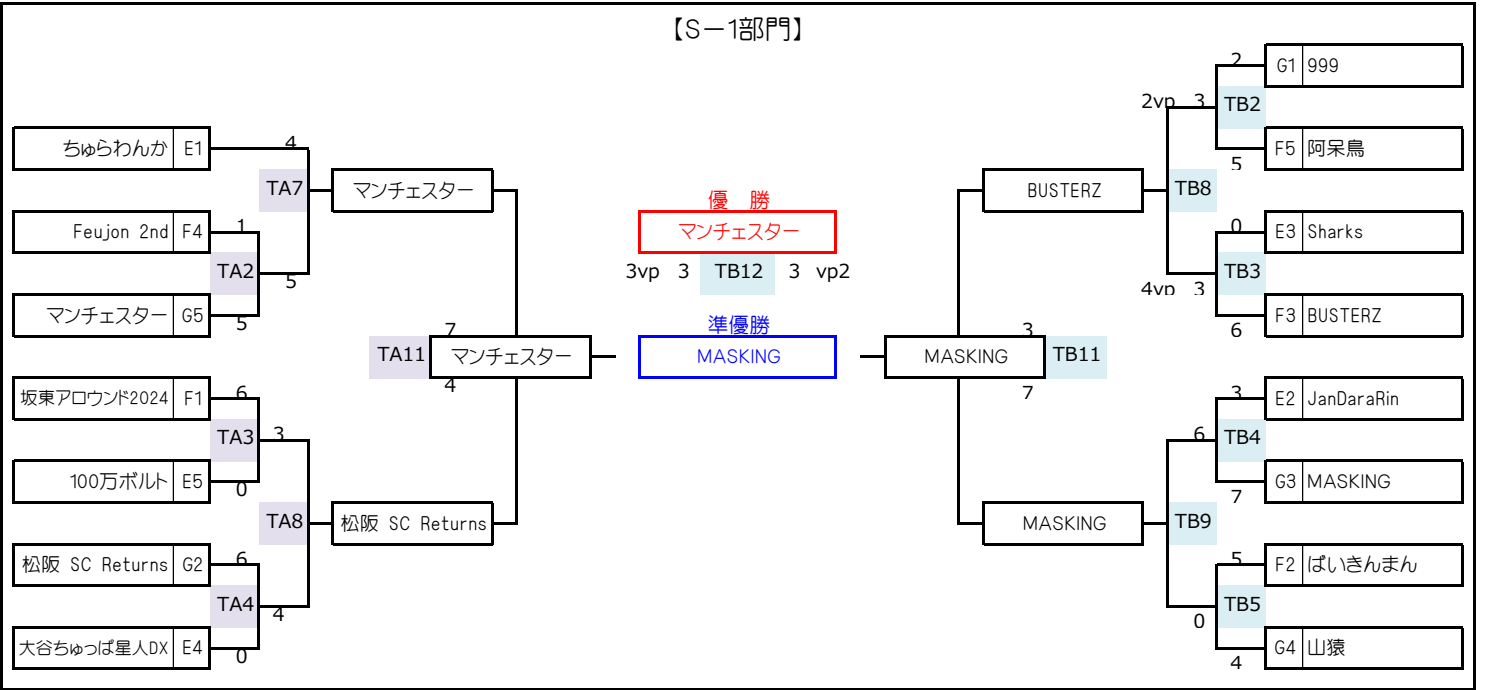 【S－1部門】
2
G1 999
2vp 3 TB2
ちゅらわんか E1
4
F5 阿呆鳥
5
TA7
マンチェスター
優　勝
BUSTERZ
TB8
Feujon 2nd F4
1
マンチェスター
0
E3 Sharks
TA2
5
3vp 3 TB12 3 vp2
4vp 3 TB3
マンチェスター G5
5
準優勝
F3 BUSTERZ
6
7
TA11 マンチェスター
4
MASKING
3
MASKING TB11
7
坂東アロウンド2024 F1
6
3
E2 JanDaraRin
TA3 3
6 TB4
100万ボルト E5
0
G3 MASKING
7
TA8
松阪 SC Returns
MASKING
TB9
松阪 SC Returns G2
6
5
F2 ぱいきんまん
TA4
4
0
TB5
大谷ちゅっぱ星人DX E4
0
G4 山猿
4